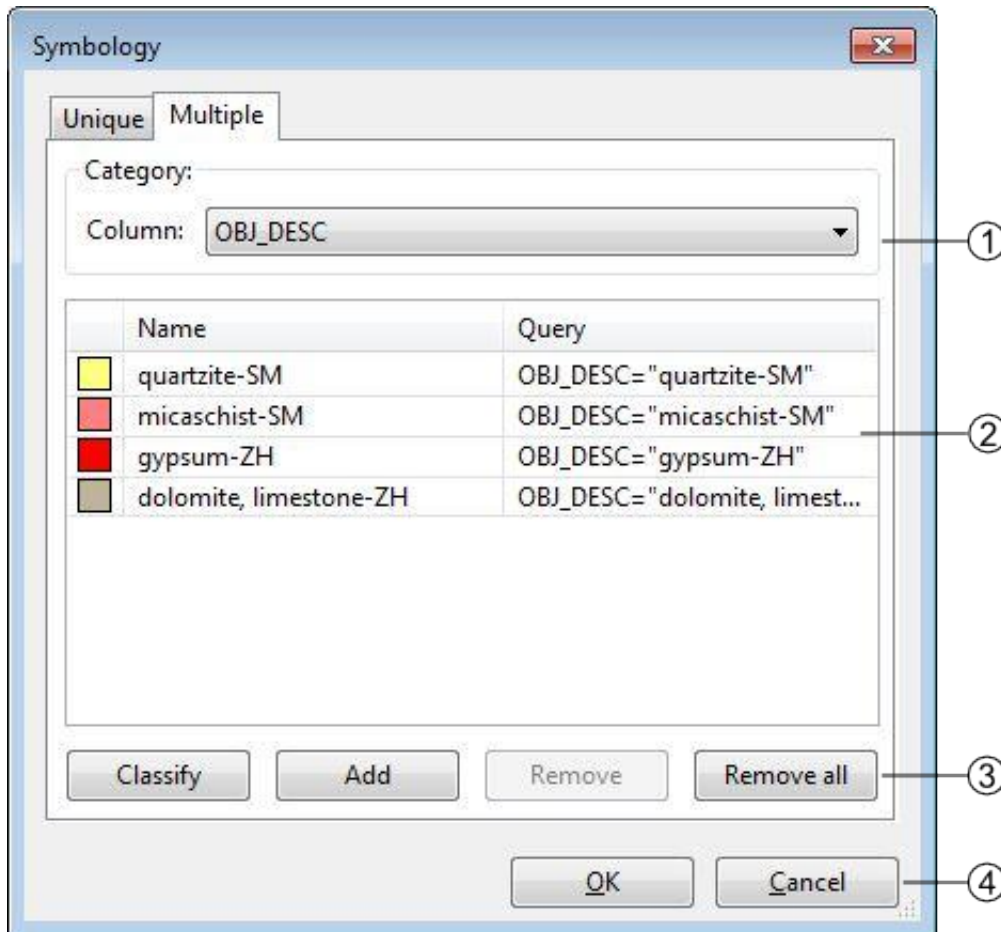 Symbology
Unique Multiple
Category:
Column: OBJ_DESC
①
Name Query
quartzite-SM OBJ_DESC="quartzite-SM"
micaschist-SM OBJ_DESC="micaschist-SM"
②
gypsum-ZH OBJ_DESC="gypsum-ZH"
dolomite, limestone-ZH OBJ_DESC="dolomite, limest...
Classify Add Remove Remove all ③
OK Cancel ④